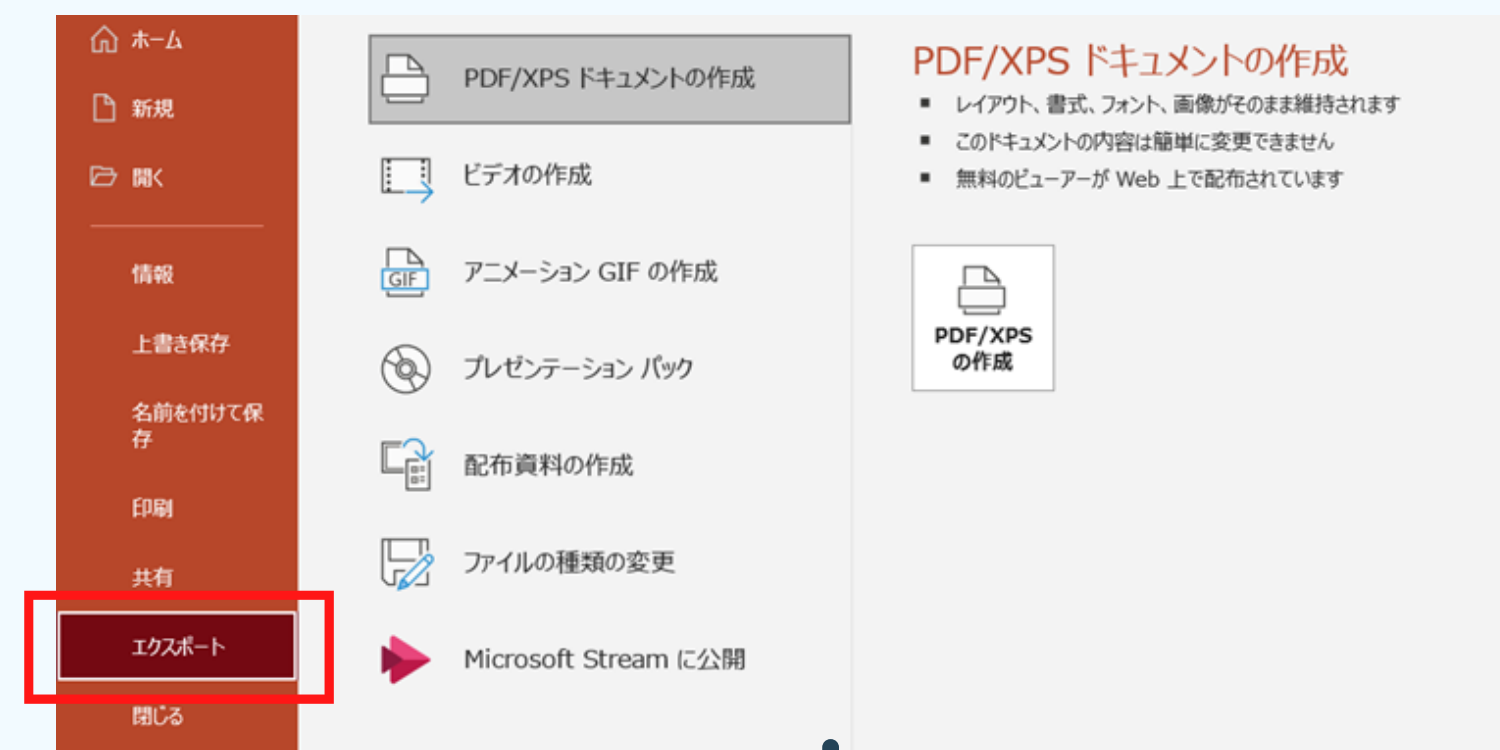 ホーム
新規
開く
情報
上書き保存
名前を付けて保
存
印刷
共有
エクスポート
閉じる
PDF/XPS ドキュメントの作成
ビデオの作成
GIF
アニメーション GIF の作成
プレゼンテーション パック
配布資料の作成
ファイルの種類の変更
Microsoft Stream に公開
PDF/XPS ドキュメントの作成
▪ レイアウト、書式、フォント、画像がそのまま維持されます
▪ このドキュメントの内容は簡単に変更できません
▪ 無料のビューアーが Web 上で配布されています
PDF/XPS
の作成